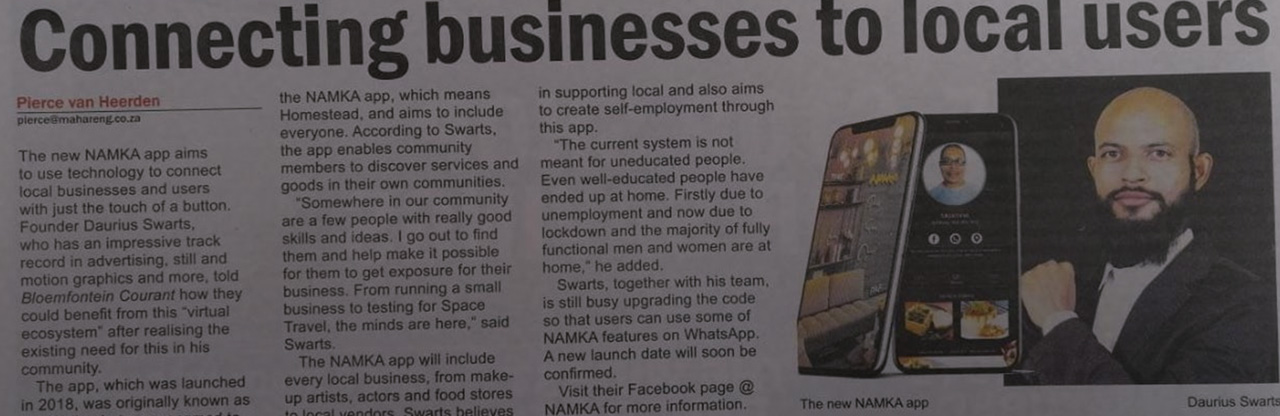 Connecting businesses to local users
Pierce van Heerden
pierce@mahareng.co.za
The new NAMKA app aims
to use technology to connect
local businesses and users
with just the touch of a button.
Founder Daurius Swarts,
who has an impressive track
record in advertising, still and
motion graphics and more, told
Bloemfontein Courant how they
could benefit from this “virtual
ecosystem” after realising the
existing need for this in his
community.
The app, which was launched
in 2018, was originally known as
the NAMKA app, which means
Homestead, and aims to include
everyone. According to Swarts,
the app enables community
members to discover services and
goods in their own communities.
“Somewhere in our community
are a few people with really good
skills and ideas. I go out to find
them and help make it possible
for them to get exposure for their
business. From running a small
business to testing for Space
Travel, the minds are here,” said
Swarts.
The NAMKA app will include
every local business, from make-
up artists, actors and food stores
to local vendors. Swarts believes
in supporting local and also aims
to create self-employment through
this app.
“The current system is not
meant for uneducated people.
Even well-educated people have
ended up at home. Firstly due to
unemployment and now due to
lockdown and the majority of fully
functional men and women are at
home,” he added.
Swarts, together with his team,
is still busy upgrading the code
so that users can use some of
NAMKA features on WhatsApp.
A new launch date will soon be
confirmed.
Visit their Facebook page @
NAMKA for more information.
The new NAMKA app
Daurius Swarts